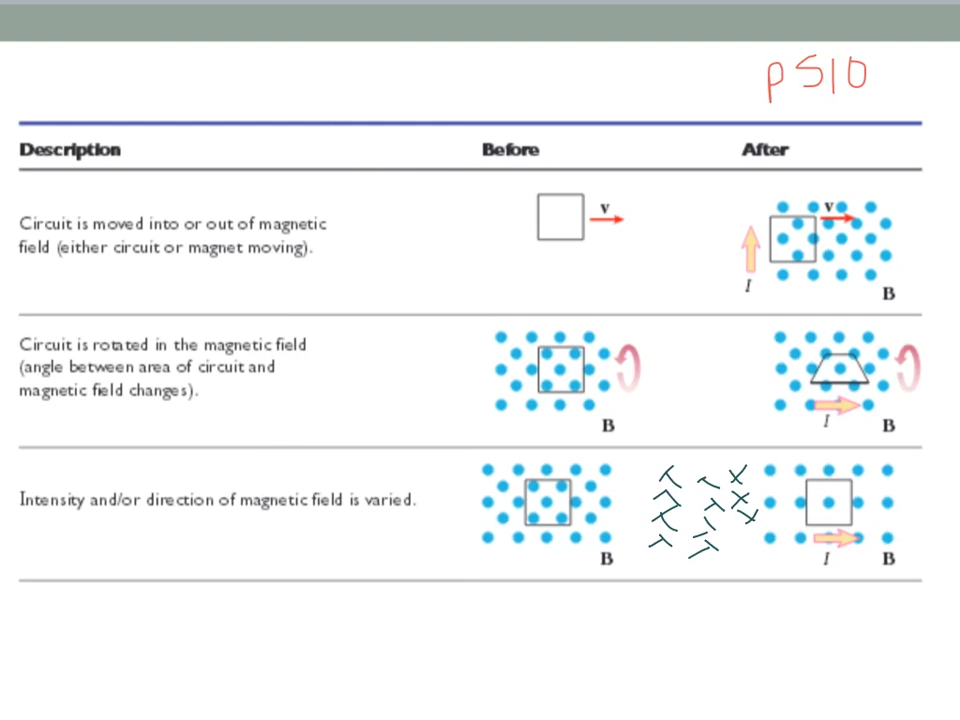 p510
Description Before After
Circuit is moved into or out of magnetic
field (either circuit or magnet moving).
v
v
I
B
Circuit is rotated in the magnetic field
(angle between area of circuit and
magnetic field changes).
B
I
B
Intensity and/or direction of magnetic field is varied.
B
I
B